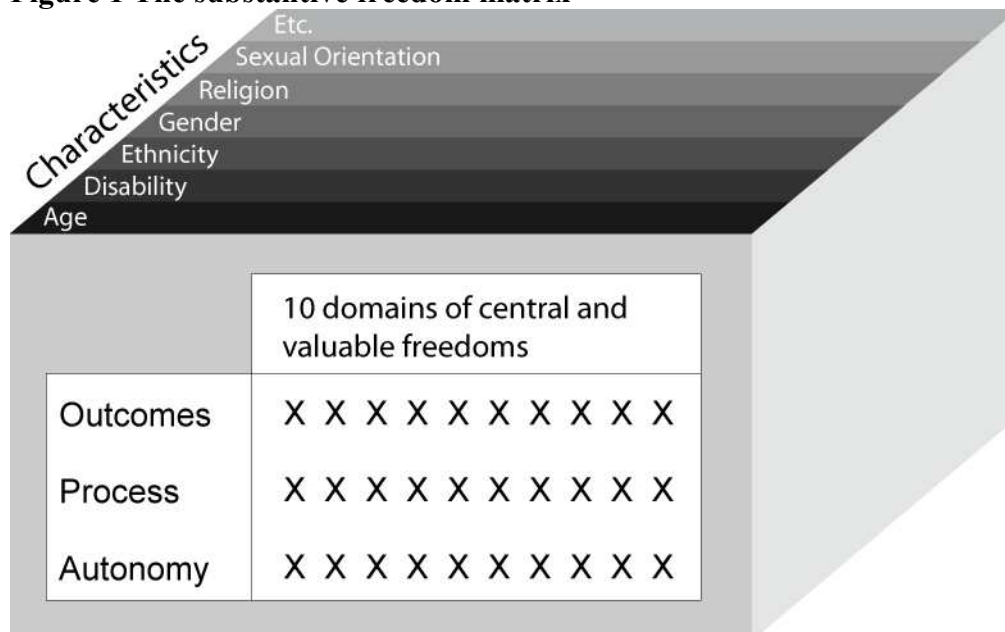 Figure 1 The substantive freedom matrix
Characteristics
Etc.
Sexual Orientation
Religion
Gender
Ethnicity
Disability
Age
10 domains of central and
valuable freedoms
Outcomes X X X X X X X X X X
Process X X X X X X X X X X
Autonomy X X X X X X X X X X